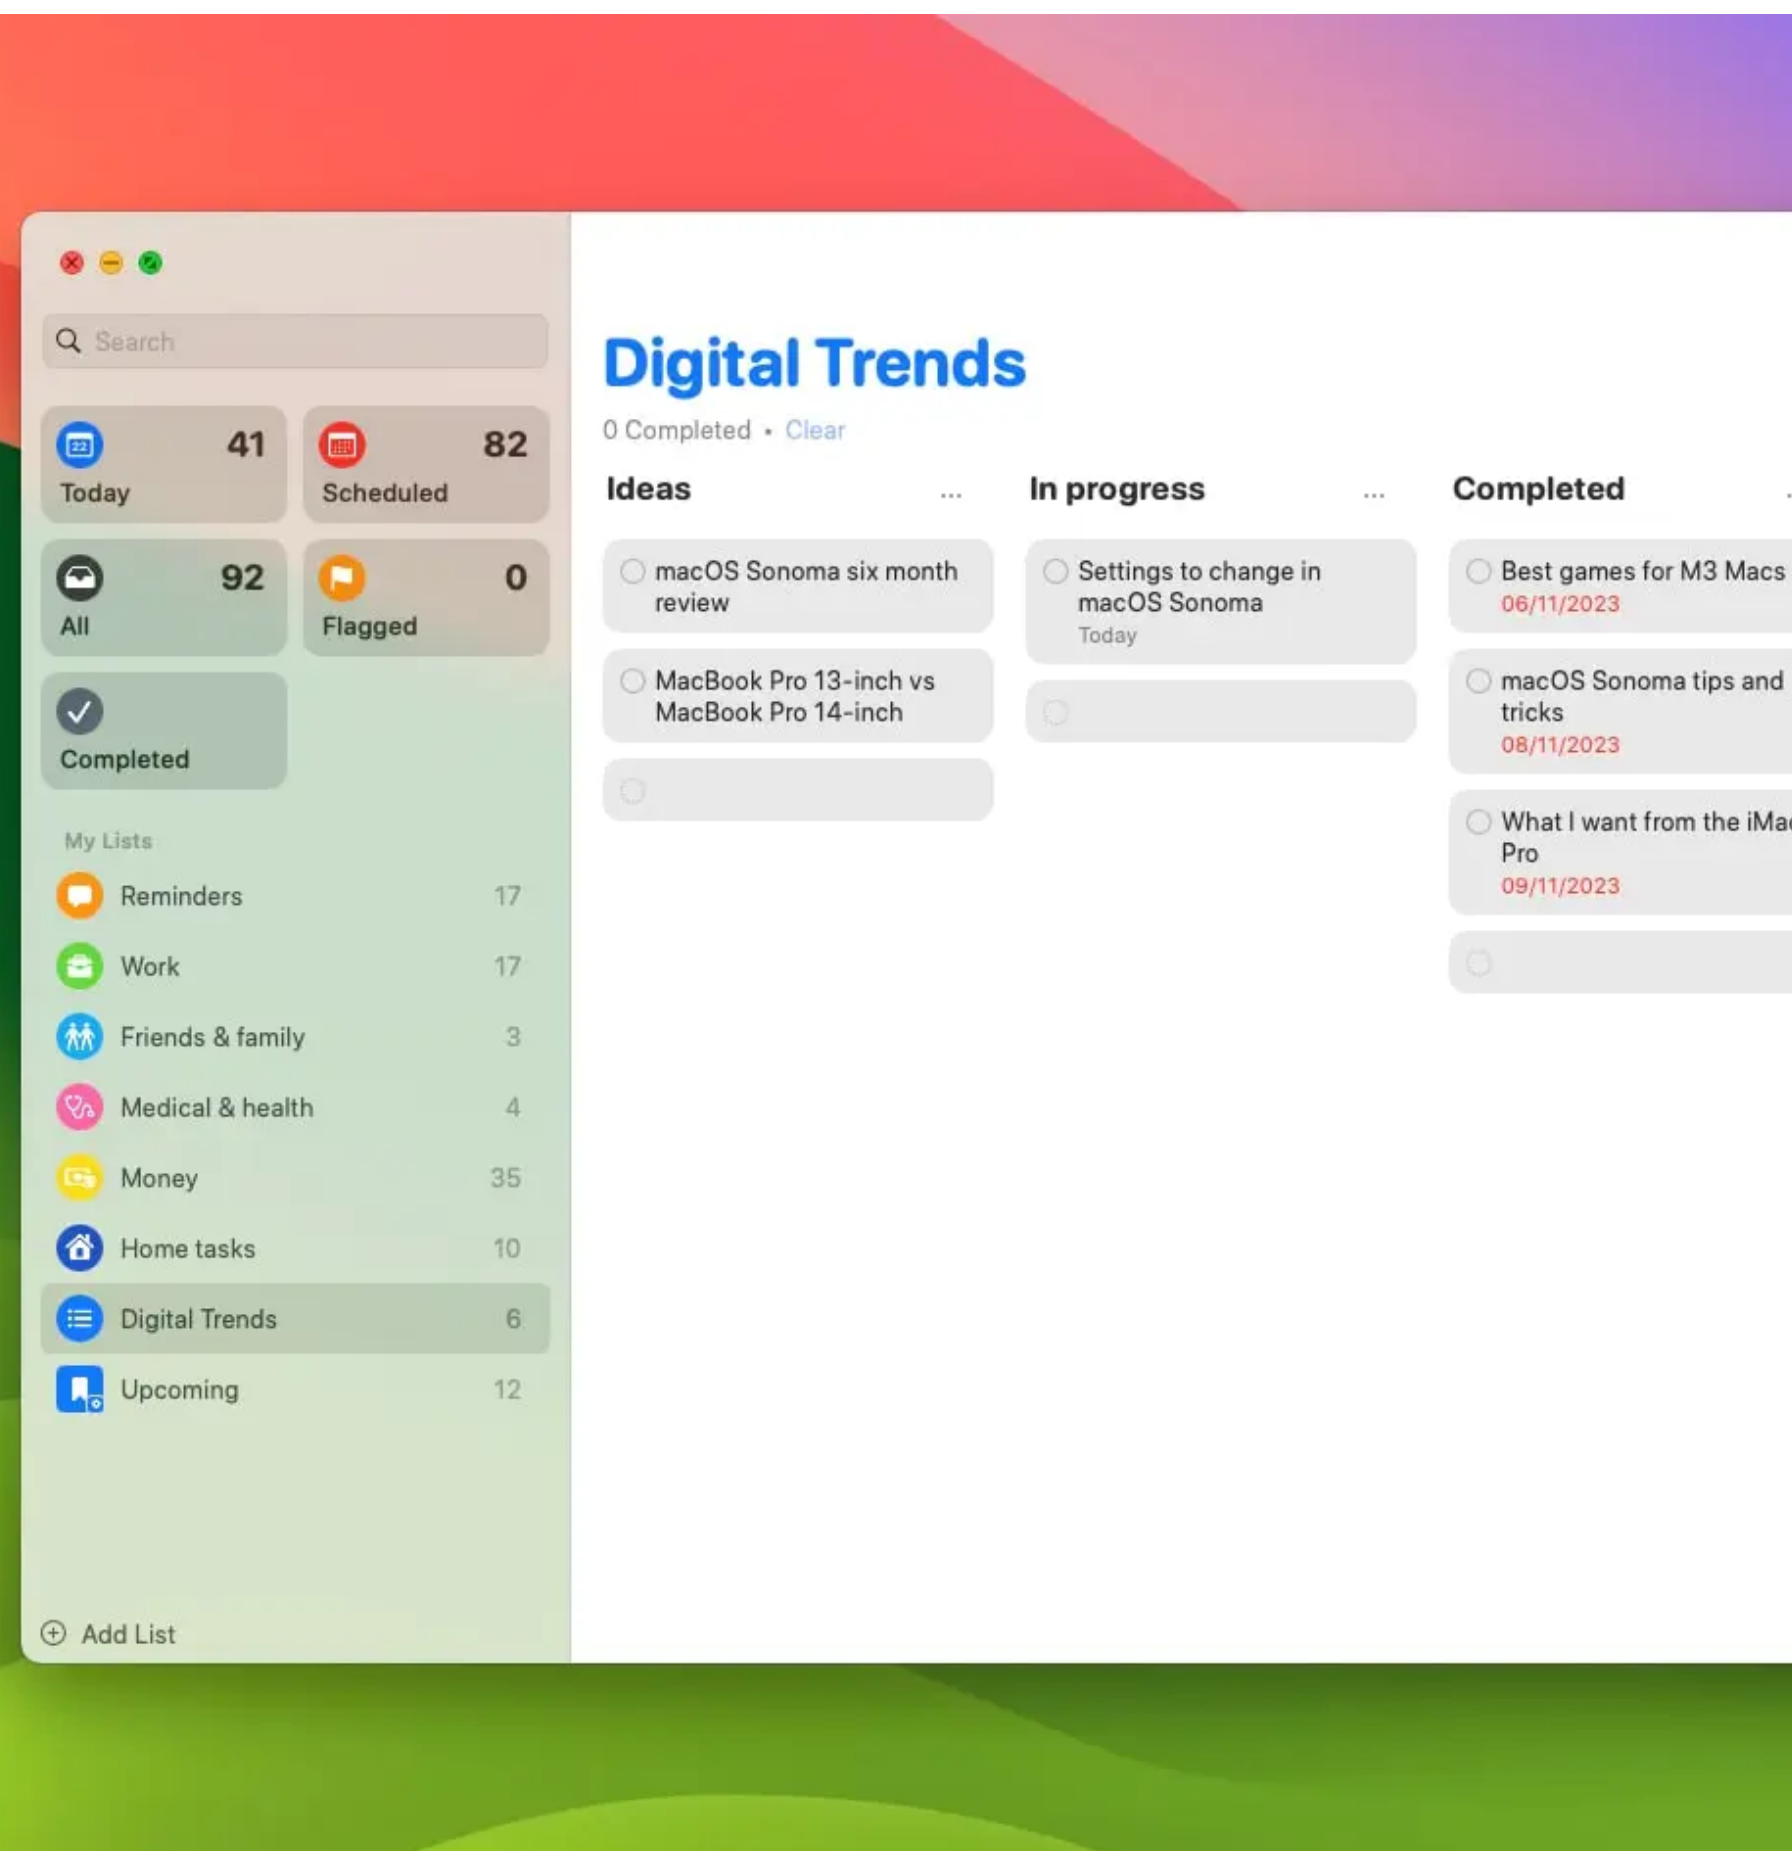 Search
22
41
Today
82
Scheduled
92
All
0
Flagged
Completed
My Lists
Reminders 17
Work 17
Friends & family 3
Medical & health 4
Money 35
Home tasks 10
Digital Trends 6
Upcoming 12
Add List
Digital Trends
0 Completed • Clear
Ideas ...
macOS Sonoma six month
review
MacBook Pro 13-inch vs
MacBook Pro 14-inch
In progress ...
Settings to change in
macOS Sonoma
Today
Completed
Best games for M3 Macs
06/11/2023
macOS Sonoma tips and
tricks
08/11/2023
What I want from the iMac
Pro
09/11/2023